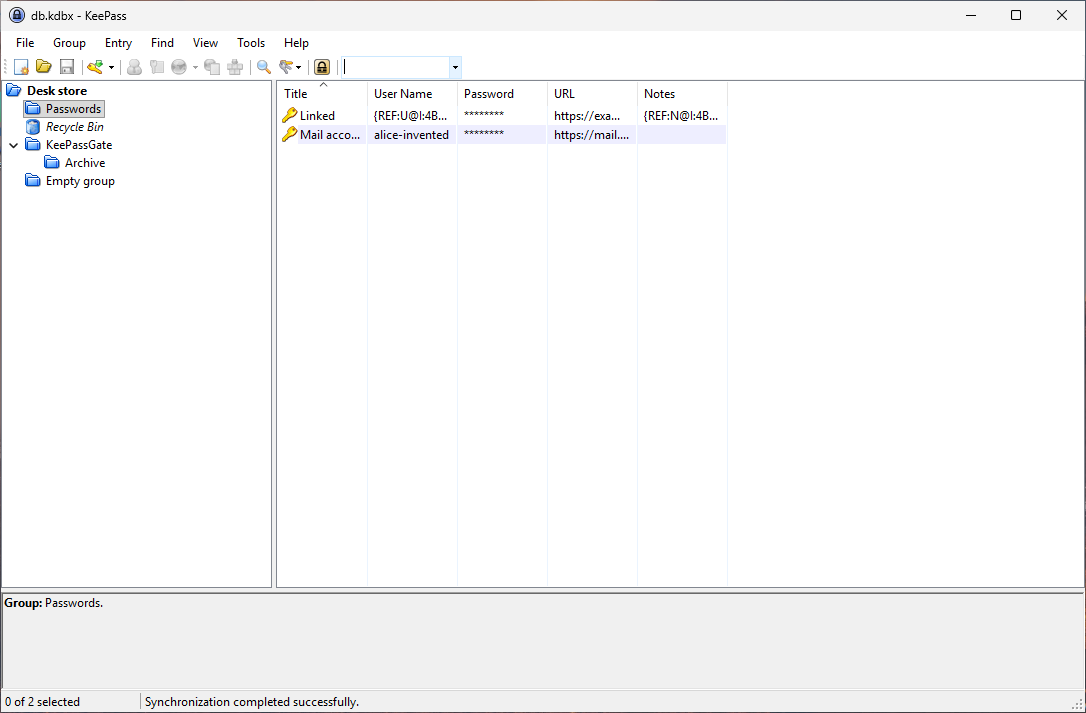 db.kdbx - KeePass
File Group Entry Find View Tools Help
Desk store
Passwords
Recycle Bin
KeePassGate
Archive
Empty group
Title User Name Password URL Notes
Linked {REF:U@I:4B... ******** https://exa... {REF:N@I:4B...
Mail acco... alice-invented ******** https://mail....
Group: Passwords.
0 of 2 selected Synchronization completed successfully.